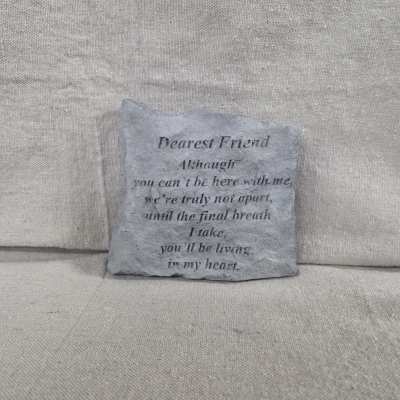 Dearest Friend
Although
you can't be here with me,
we're truly not apart,
until the final breath
I take,
you'll be living
in my heart.